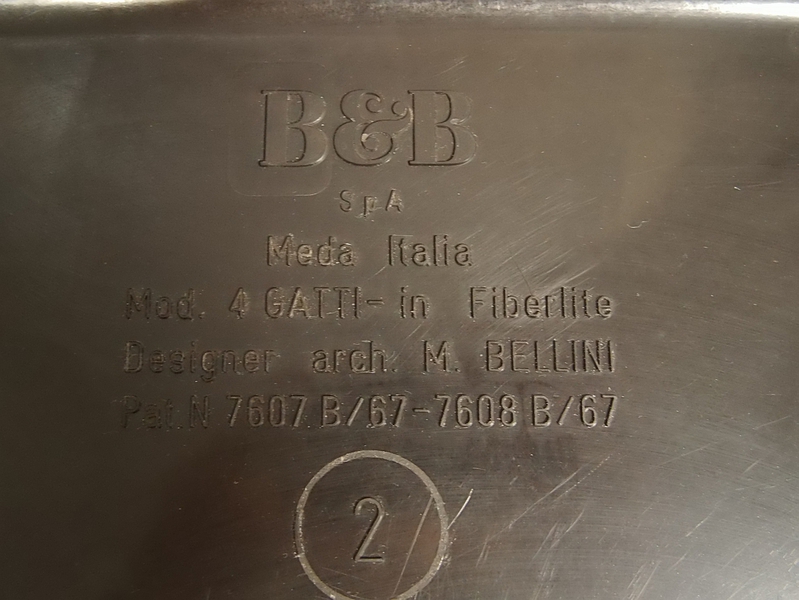 B&B
SpA
Meda Italia
Mod. 4 GATTI - in Fiberlite
Designer arch. M. BELLINI
Pat. N 7607 B/67-7608 B/67
2